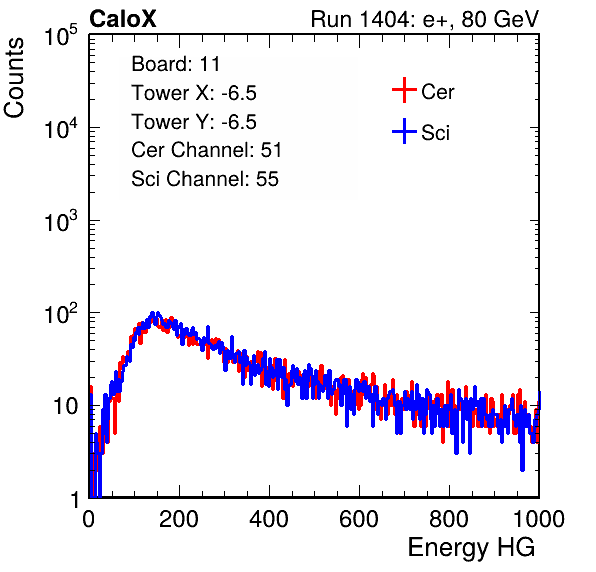 CaloX Run 1404: e+, 80 GeV
Counts
Board: 11
Tower X: -6.5
Tower Y: -6.5
Cer Channel: 51
Sci Channel: 55
Cer
Sci
10^5
10^4
10^3
10^2
10
1
0 200 400 600 800 1000
Energy HG